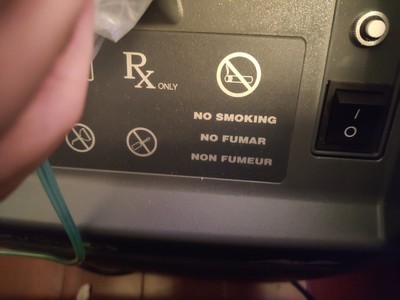 Rx ONLY
NO SMOKING
NO FUMAR
NON FUMEUR
I
O